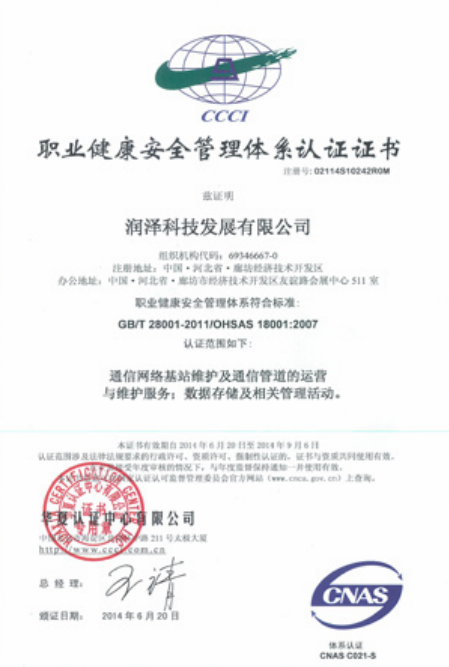 CCCI
职业健康安全管理体系认证证书
注册号: 02114S10242R0M
兹证明
润泽科技发展有限公司
组织机构代码: 69346667-0
注册地址: 中国·河北省·廊坊经济技术开发区
办公地址: 中国·河北省·廊坊市经济技术开发区友谊路会展中心 511 室
职业健康安全管理体系符合标准:
GB/T 28001-2011/OHSAS 18001:2007
认证范围如下:
通信网络基站维护及通信管道的运营
与维护服务; 数据存储及相关管理活动。
本证书有效期自 2014 年 6 月 20 日至 2014 年 9 月 6 日
认证范围涉及法律法规要求的行政许可、资质许可、强制性认证的, 证书与资质共同使用有效。
年度审核的情况下, 与年度监督保持通知一并使用有效。
认证认可监督管理委员会官方网站 (www.cnca.gov.cn) 上查询。
证书
专用章
华夏认证中心有限公司
211 号太极大厦
http://www.ccci.com.cn
总 经 理:
颁证日期: 2014 年 6 月 20 日
CNAS
体系认证
CNAS C021-S